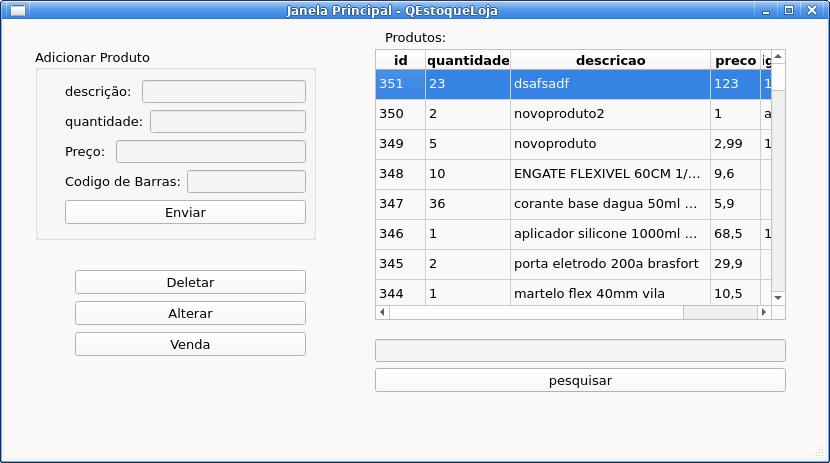 Janela Principal - QEstoqueLoja
Adicionar Produto
descrição:
quantidade:
Preço:
Codigo de Barras:
Enviar
Deletar
Alterar
Venda
Produtos:
id quantidade descricao preco
351 23 dsafsadf 123 1
350 2 novoproduto2 1 a
349 5 novoproduto 2,99 1
348 10 ENGATE FLEXIVEL 60CM 1/... 9,6
347 36 corante base dagua 50ml ... 5,9
346 1 aplicador silicone 1000ml ... 68,5 1
345 2 porta eletrodo 200a brasfort 29,9
344 1 martelo flex 40mm vila 10,5
pesquisar